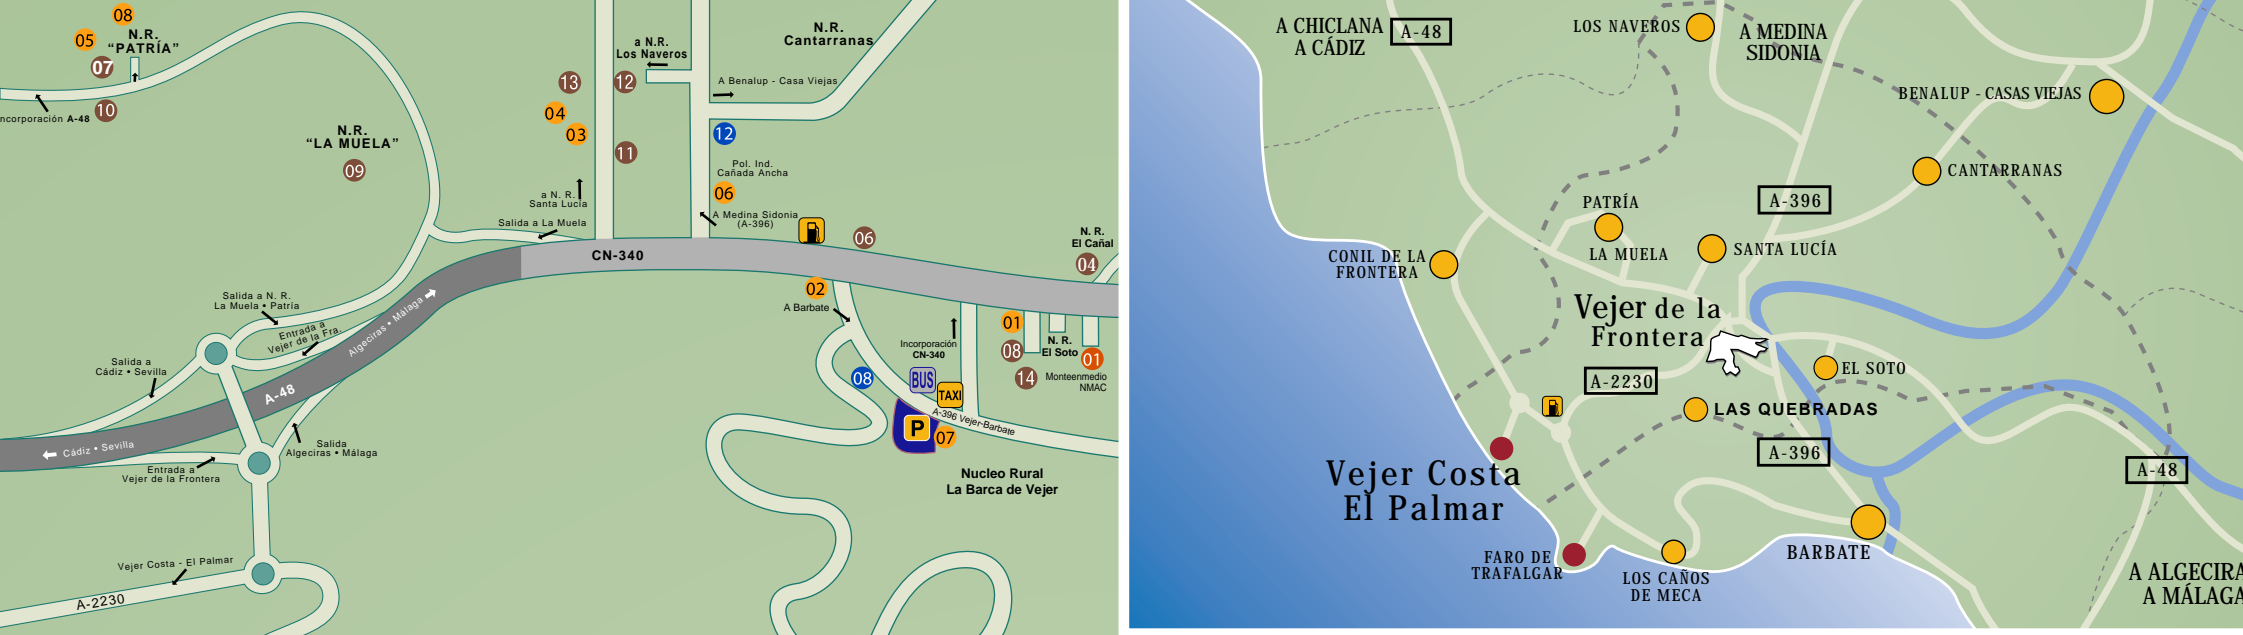 08
05
N.R.
“PATRÍA”
07
10
ncorporación A-48
N.R.
“LA MUELA”
09
13
04
03
a N.R.
Los Naveros
12
11
N.R.
Cantarranas
A Benalup - Casa Viejas
12
Pol. Ind.
Cañada Ancha
06
a N. R.
Santa Lucía
Salida a La Muela
A Medina Sidonia
(A-396)
06
CN-340
N. R.
El Cañal
04
02
A Barbate
Salida a N. R.
La Muela • Patría
Entrada a
Vejer de la Fra.
Algeciras • Málaga
Salida a
Cádiz • Sevilla
A-48
Cádiz • Sevilla
Salida
Algeciras • Málaga
Entrada a
Vejer de la Frontera
Vejer Costa - El Palmar
A-2230
Incorporación
CN-340
01
08
14
N. R.
El Soto
01
Monteenmedio
NMAC
08
BUS
TAXI
A-396 Vejer-Barbate
P
07
Nucleo Rural
La Barca de Vejer
A CHICLANA
A CÁDIZ
A-48
LOS NAVEROS
A MEDINA
SIDONIA
BENALUP - CASAS VIEJAS
CANTARRANAS
A-396
PATRÍA
LA MUELA
SANTA LUCÍA
CONIL DE LA
FRONTERA
Vejer de la
Frontera
A-2230
EL SOTO
LAS QUEBRADAS
A-396
A-48
Vejer Costa
El Palmar
FARO DE
TRAFALGAR
LOS CAÑOS
DE MECA
BARBATE
A ALGECIRA
A MÁLAGA